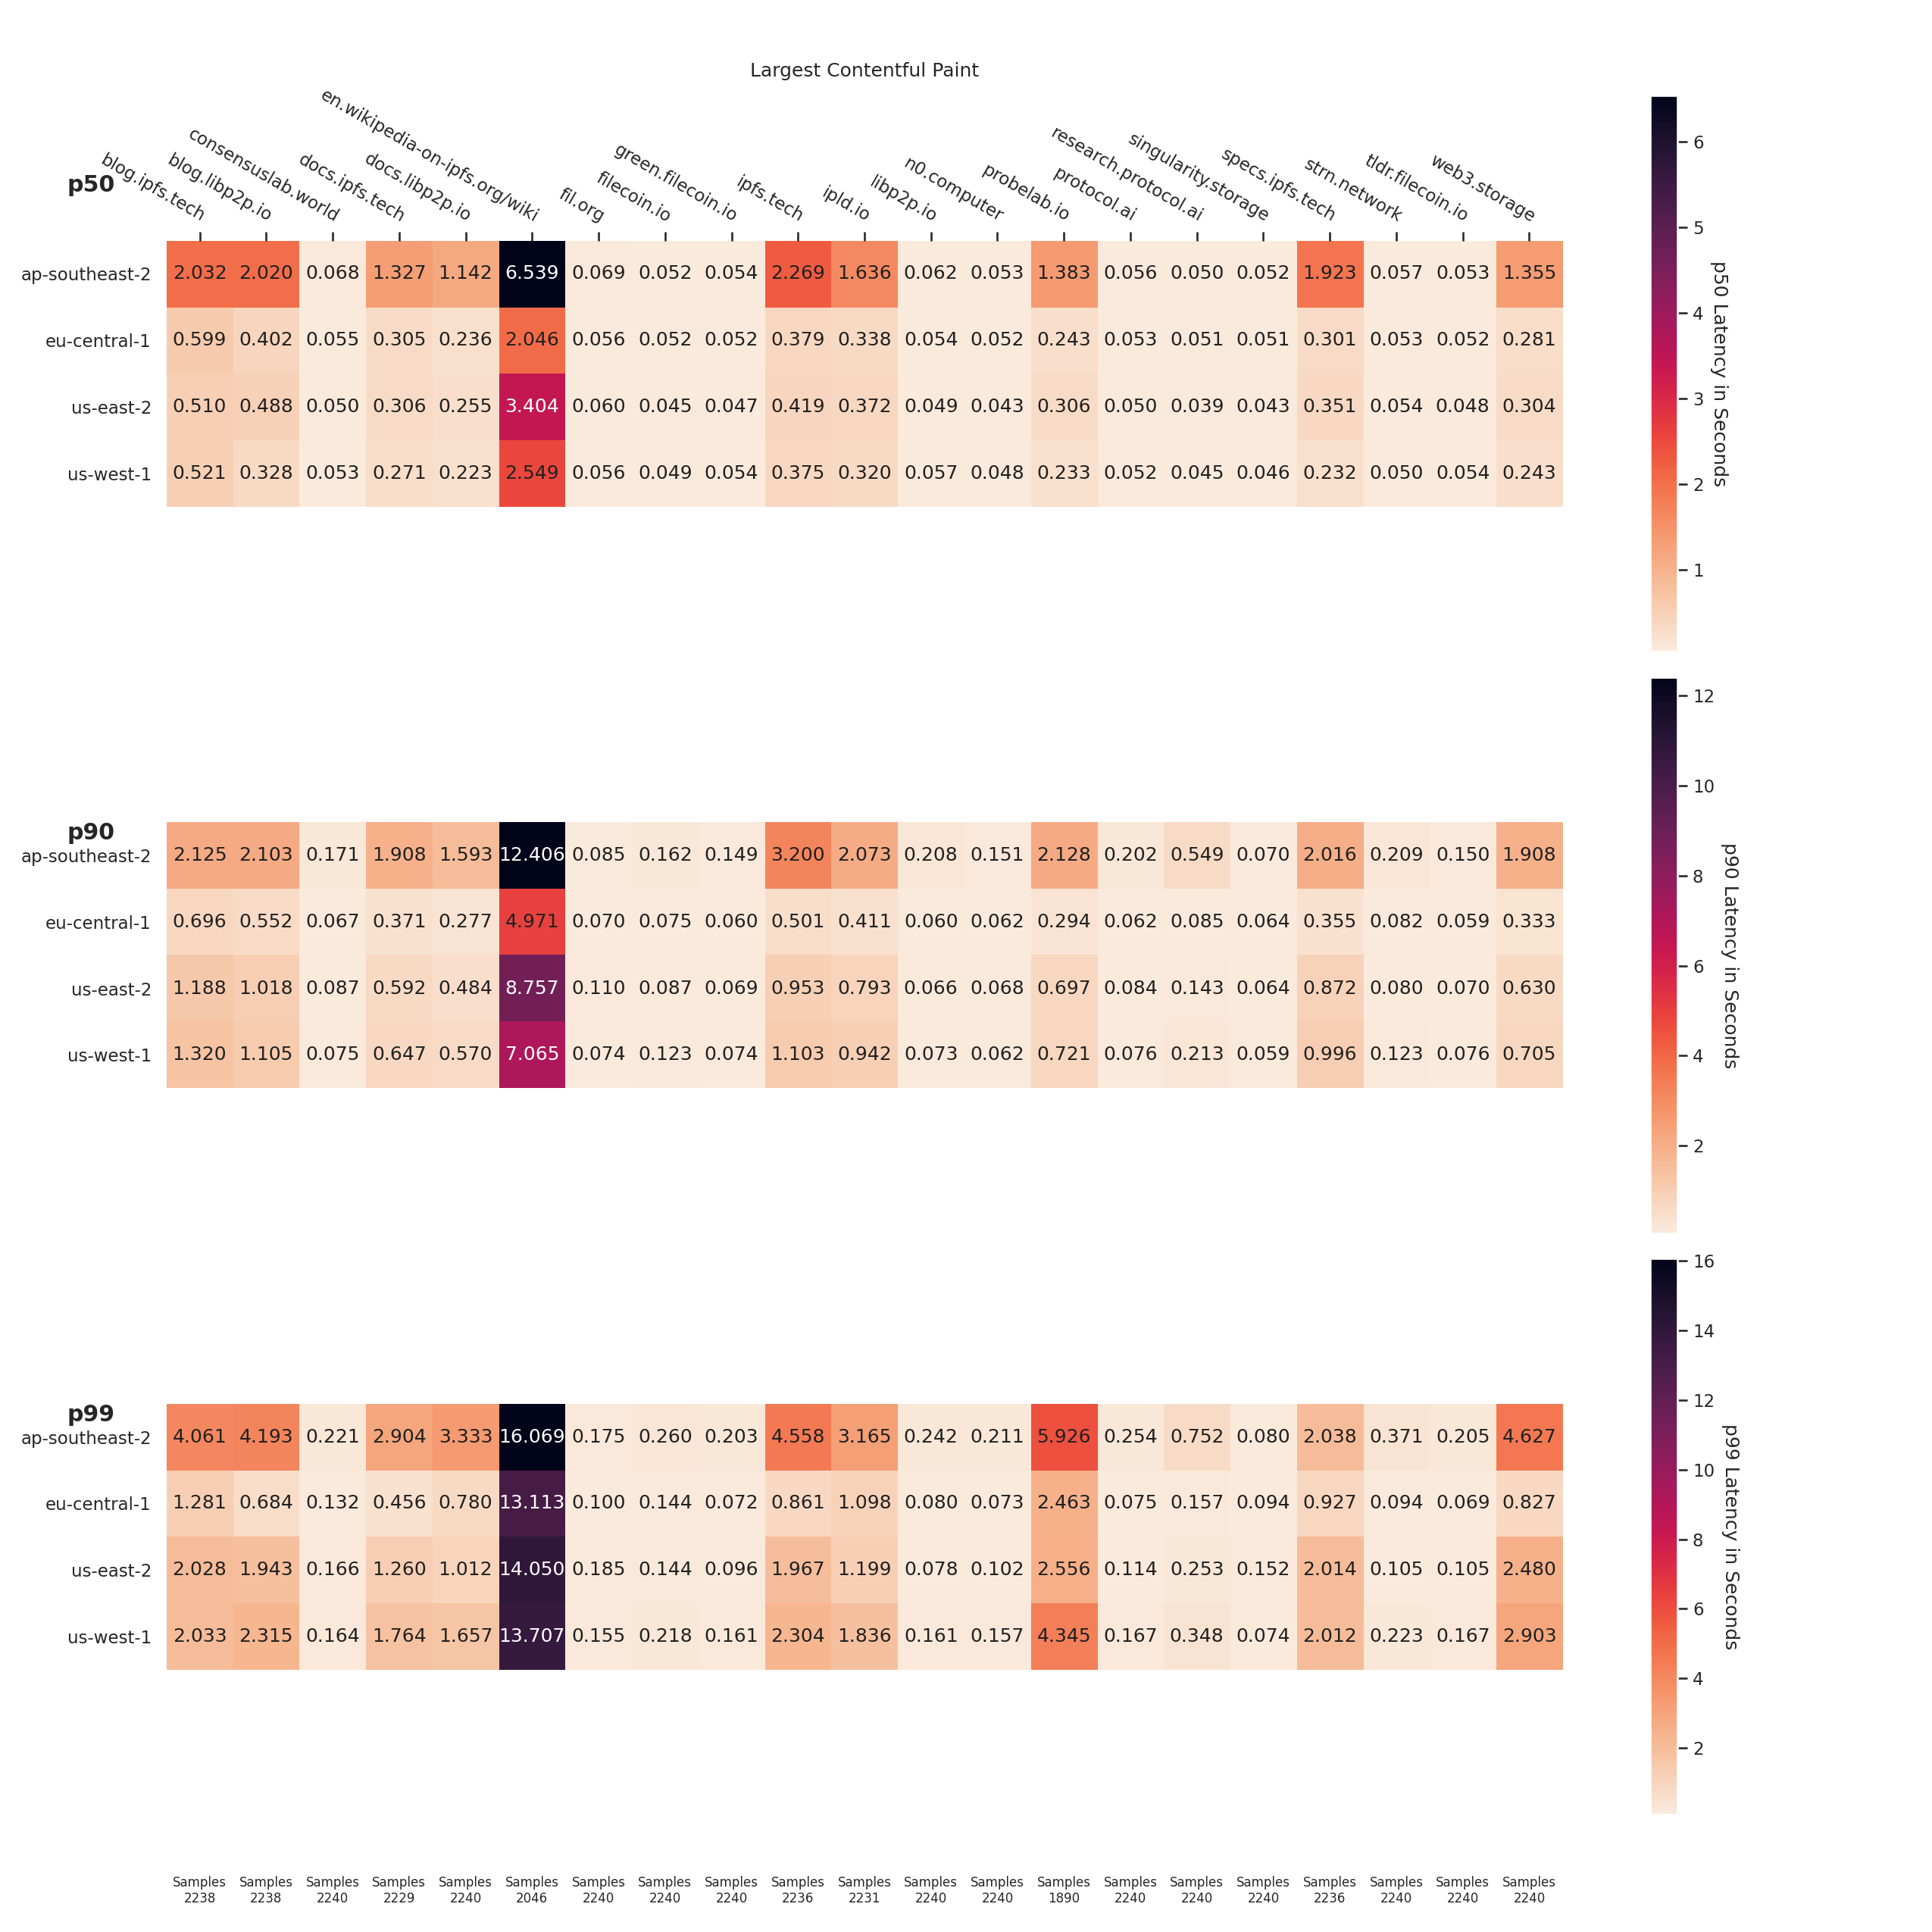 Largest Contentful Paint
p50
blog.ipfs.tech
blog.libp2p.io
consensuslab.world
docs.ipfs.tech
docs.libp2p.io
en.wikipedia-on-ipfs.org/wiki
fil.org
filecoin.io
green.filecoin.io
ipfs.tech
ipld.io
libp2p.io
n0.computer
probelab.io
protocol.ai
research.protocol.ai
singularity.storage
specs.ipfs.tech
strn.network
tldr.filecoin.io
web3.storage
ap-southeast-2 2.032 2.020 0.068 1.327 1.142 6.539 0.069 0.052 0.054 2.269 1.636 0.062 0.053 1.383 0.056 0.050 0.052 1.923 0.057 0.053 1.355
eu-central-1 0.599 0.402 0.055 0.305 0.236 2.046 0.056 0.052 0.052 0.379 0.338 0.054 0.052 0.243 0.053 0.051 0.051 0.301 0.053 0.052 0.281
us-east-2 0.510 0.488 0.050 0.306 0.255 3.404 0.060 0.045 0.047 0.419 0.372 0.049 0.043 0.306 0.050 0.039 0.043 0.351 0.054 0.048 0.304
us-west-1 0.521 0.328 0.053 0.271 0.223 2.549 0.056 0.049 0.054 0.375 0.320 0.057 0.048 0.233 0.052 0.045 0.046 0.232 0.050 0.054 0.243
6
5
4
3
2
1
p50 Latency in Seconds
p90
ap-southeast-2 2.125 2.103 0.171 1.908 1.593 12.406 0.085 0.162 0.149 3.200 2.073 0.208 0.151 2.128 0.202 0.549 0.070 2.016 0.209 0.150 1.908
eu-central-1 0.696 0.552 0.067 0.371 0.277 4.971 0.070 0.075 0.060 0.501 0.411 0.060 0.062 0.294 0.062 0.085 0.064 0.355 0.082 0.059 0.333
us-east-2 1.188 1.018 0.087 0.592 0.484 8.757 0.110 0.087 0.069 0.953 0.793 0.066 0.068 0.697 0.084 0.143 0.064 0.872 0.080 0.070 0.630
us-west-1 1.320 1.105 0.075 0.647 0.570 7.065 0.074 0.123 0.074 1.103 0.942 0.073 0.062 0.721 0.076 0.213 0.059 0.996 0.123 0.076 0.705
12
10
8
6
4
2
p90 Latency in Seconds
p99
ap-southeast-2 4.061 4.193 0.221 2.904 3.333 16.069 0.175 0.260 0.203 4.558 3.165 0.242 0.211 5.926 0.254 0.752 0.080 2.038 0.371 0.205 4.627
eu-central-1 1.281 0.684 0.132 0.456 0.780 13.113 0.100 0.144 0.072 0.861 1.098 0.080 0.073 2.463 0.075 0.157 0.094 0.927 0.094 0.069 0.827
us-east-2 2.028 1.943 0.166 1.260 1.012 14.050 0.185 0.144 0.096 1.967 1.199 0.078 0.102 2.556 0.114 0.253 0.152 2.014 0.105 0.105 2.480
us-west-1 2.033 2.315 0.164 1.764 1.657 13.707 0.155 0.218 0.161 2.304 1.836 0.161 0.157 4.345 0.167 0.348 0.074 2.012 0.223 0.167 2.903
16
14
12
10
8
6
4
2
p99 Latency in Seconds
Samples Samples Samples Samples Samples Samples Samples Samples Samples Samples Samples Samples Samples Samples Samples Samples Samples Samples Samples Samples Samples
2238 2238 2240 2229 2240 2046 2240 2240 2240 2236 2231 2240 2240 1890 2240 2240 2240 2236 2240 2240 2240